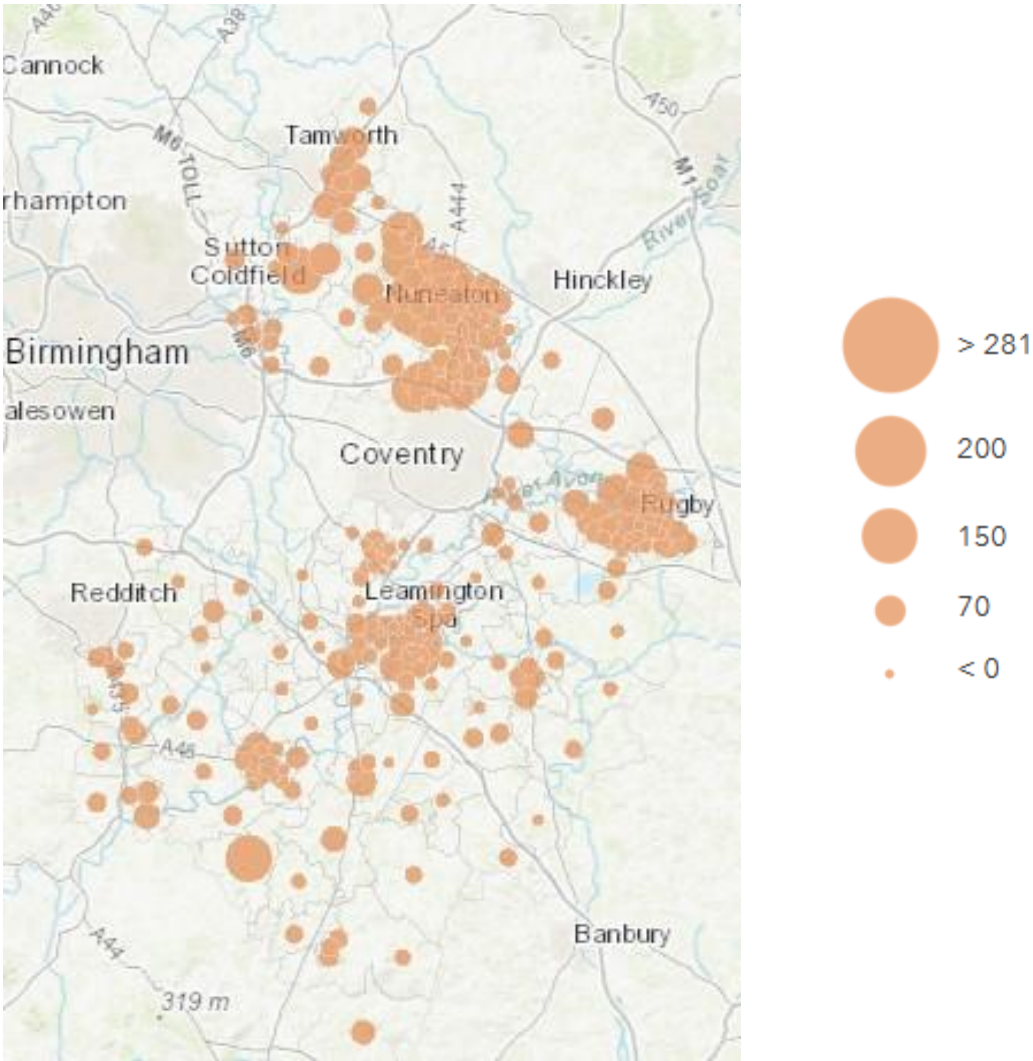 A38
Cannock
A50
Tamworth
M6 TOLL
M1
A444
rhampton
River Soar
Sutton
Coldfield
A5
Hinckley
Nuneaton
M6
Birmingham
alesowen
Coventry
Avon
Rugby
Redditch
Leamington
Spa
A435
A46
Banbury
A44
319 m
> 281
200
150
70
< 0